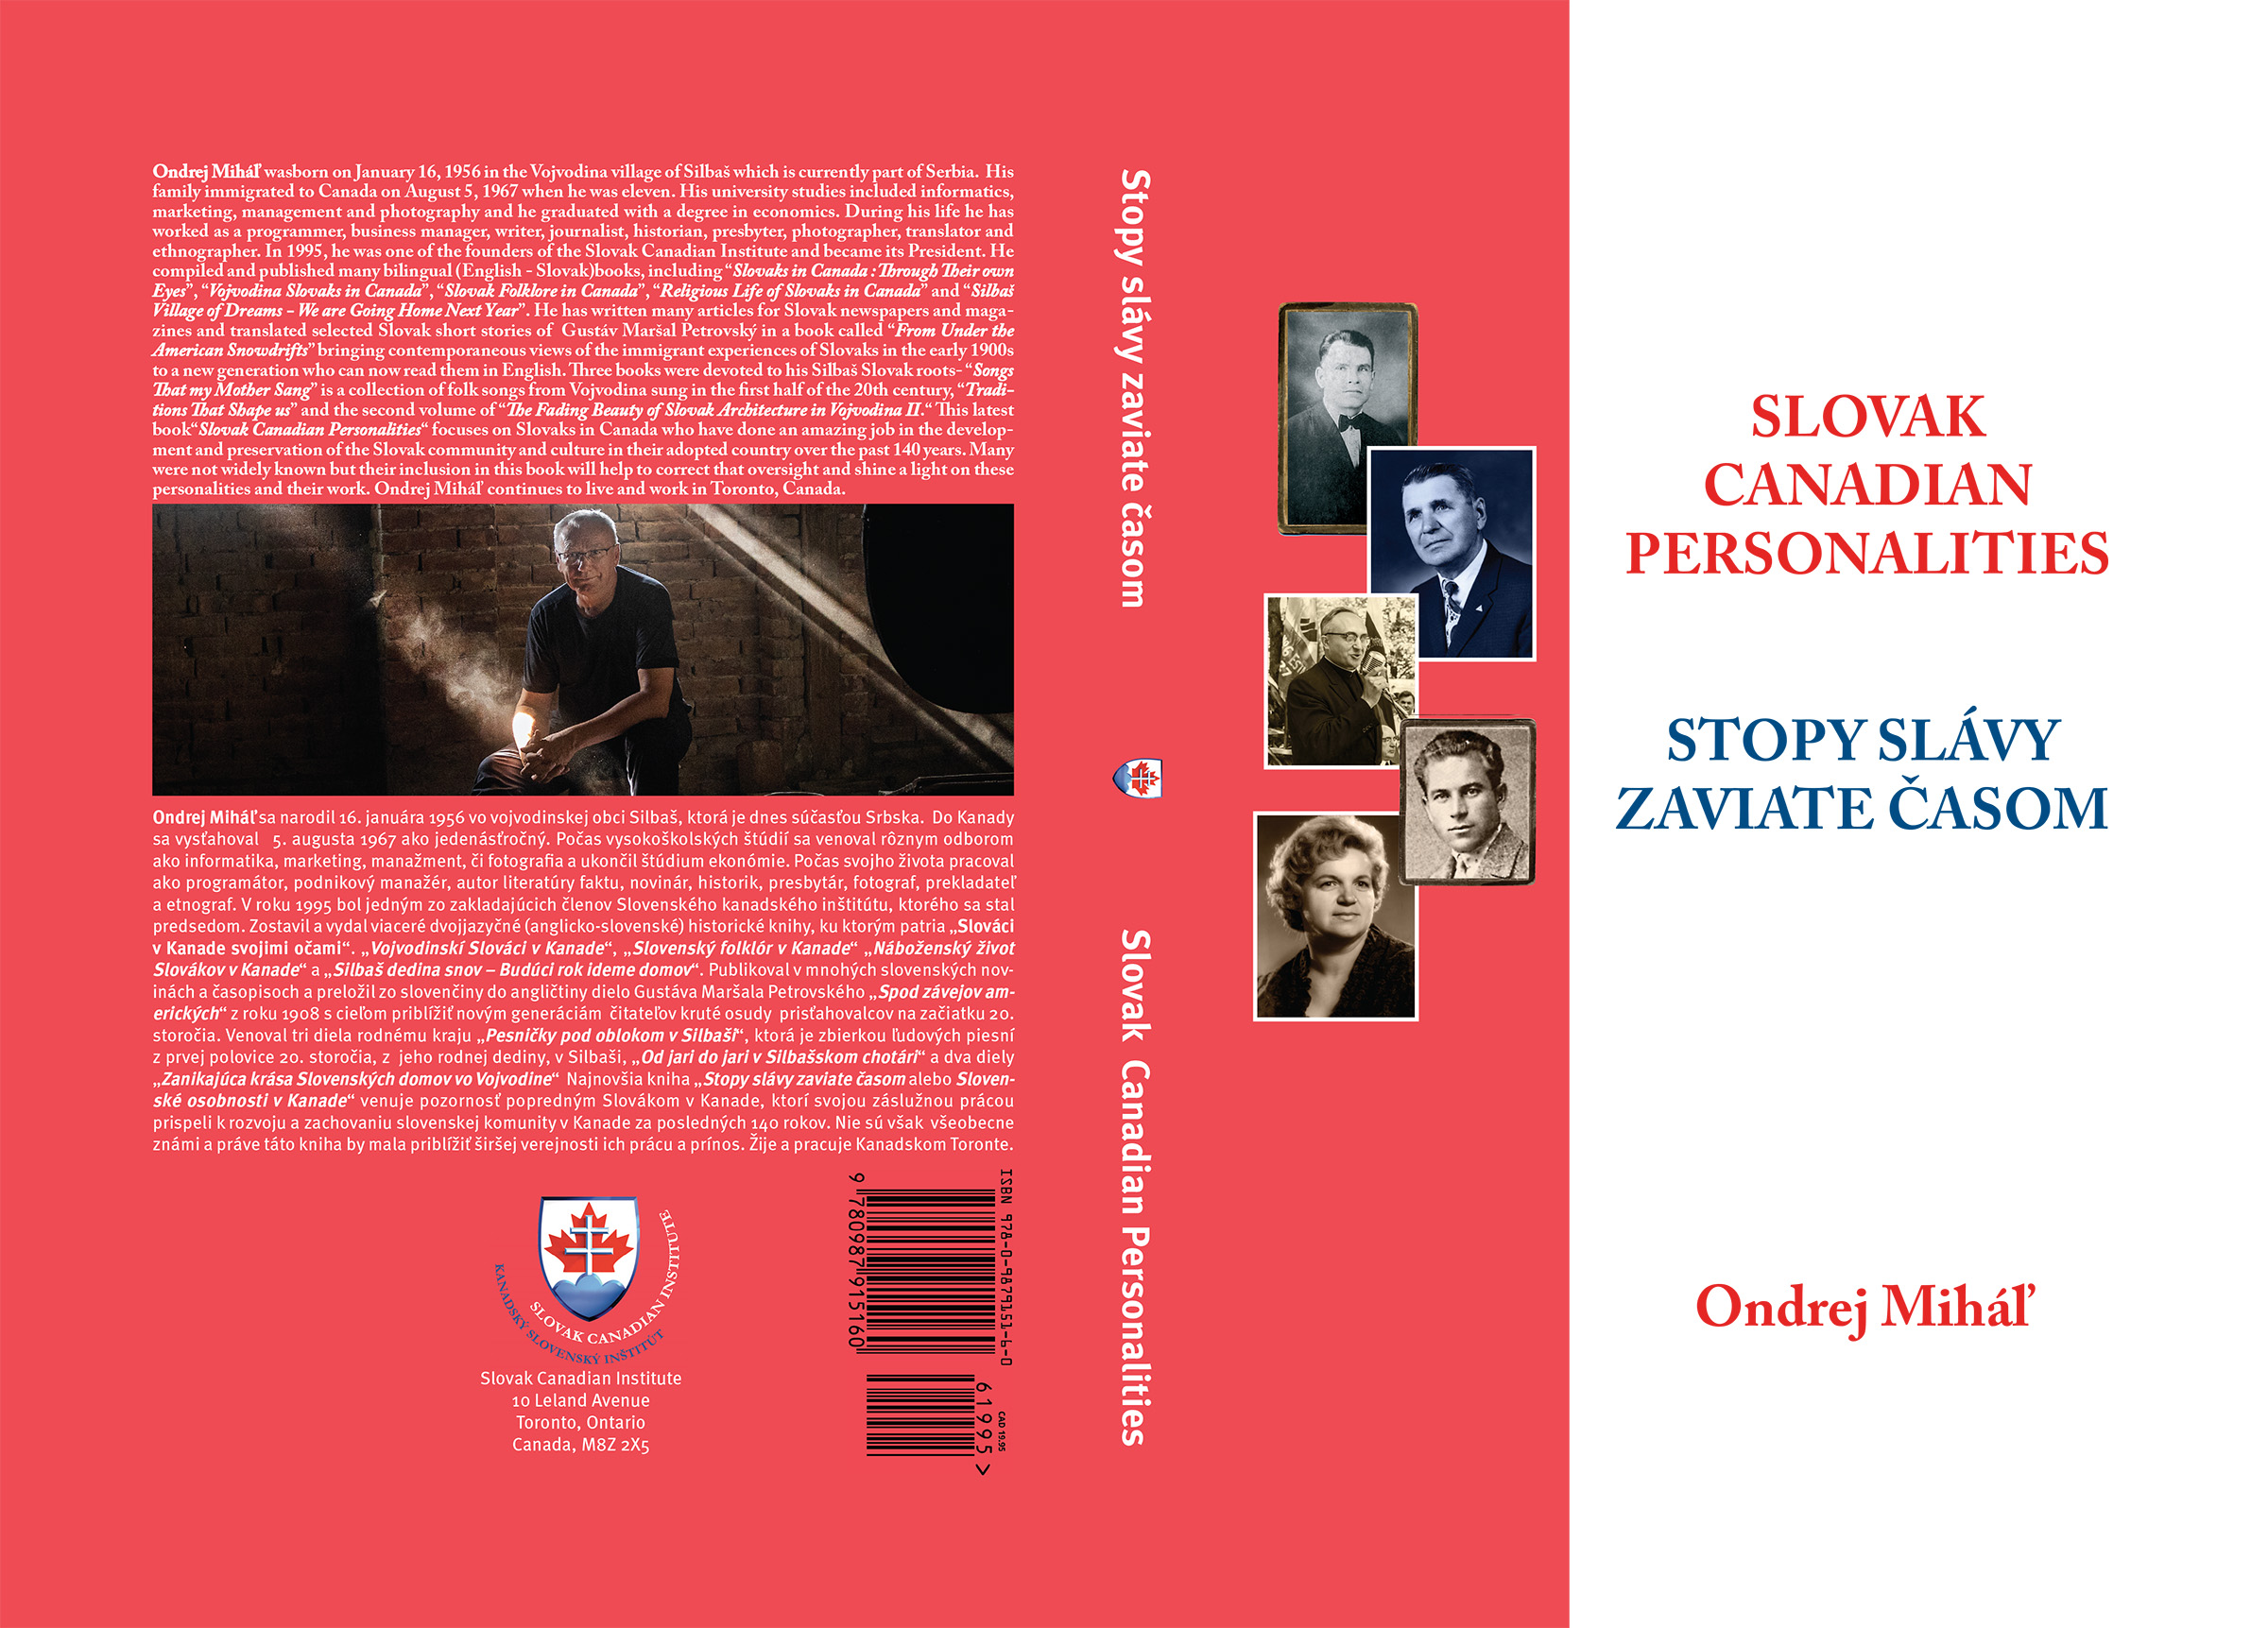 Ondrej Miháľ wasborn on January 16, 1956 in the Vojvodina village of Silbaš which is currently part of Serbia. His
family immigrated to Canada on August 5, 1967 when he was eleven. His university studies included informatics,
marketing, management and photography and he graduated with a degree in economics. During his life he has
worked as a programmer, business manager, writer, journalist, historian, presbyter, photographer, translator and
ethnographer. In 1995, he was one of the founders of the Slovak Canadian Institute and became its President. He
compiled and published many bilingual (English - Slovak)books, including “Slovaks in Canada : Through Their own
Eyes”, “Vojvodina Slovaks in Canada”, “Slovak Folklore in Canada”, “Religious Life of Slovaks in Canada” and “Silbaš
Village of Dreams - We are Going Home Next Year”. He has written many articles for Slovak newspapers and maga-
zines and translated selected Slovak short stories of Gustáv Maršal Petrovský in a book called “From Under the
American Snowdrifts” bringing contemporaneous views of the immigrant experiences of Slovaks in the early 1900s
to a new generation who can now read them in English. Three books were devoted to his Silbaš Slovak roots- “Songs
That my Mother Sang” is a collection of folk songs from Vojvodina sung in the first half of the 20th century, “Tradi-
tions That Shape us” and the second volume of “The Fading Beauty of Slovak Architecture in Vojvodina II.“ This latest
book“Slovak Canadian Personalities“ focuses on Slovaks in Canada who have done an amazing job in the develop-
ment and preservation of the Slovak community and culture in their adopted country over the past 140 years. Many
were not widely known but their inclusion in this book will help to correct that oversight and shine a light on these
personalities and their work. Ondrej Miháľ continues to live and work in Toronto, Canada.
Ondrej Miháľ sa narodil 16. januára 1956 vo vojvodinskej obci Silbaš, ktorá je dnes súčasťou Srbska. Do Kanady
sa vysťahoval 5. augusta 1967 ako jedenásťročný. Počas vysokoškolských štúdií sa venoval rôznym odborom
ako informatika, marketing, manažment, či fotografia a ukončil štúdium ekonómie. Počas svojho života pracoval
ako programátor, podnikový manažér, autor literatúry faktu, novinár, historik, presbytár, fotograf, prekladateľ
a etnograf. V roku 1995 bol jedným zo zakladajúcich členov Slovenského kanadského inštitútu, ktorého sa stal
predsedom. Zostavil a vydal viaceré dvojjazyčné (anglicko-slovenské) historické knihy, ku ktorým patria „Slováci
v Kanade svojimi očami“. „Vojvodinskí Slováci v Kanade“, „Slovenský folklór v Kanade“ „Náboženský život
Slovákov v Kanade“ a „Silbaš dedina snov – Budúci rok ideme domov“. Publikoval v mnohých slovenských nov-
inách a časopisoch a preložil zo slovenčiny do angličtiny dielo Gustáva Maršala Petrovského „Spod závejov am-
erických“ z roku 1908 s cieľom priblížiť novým generáciám čitateľov kruté osudy prisťahovalcov na začiatku 20.
storočia. Venoval tri diela rodnému kraju „Pesničky pod oblokom v Silbaši“, ktorá je zbierkou ľudových piesní
z prvej polovice 20. storočia, z jeho rodnej dediny, v Silbaši, „Od jari do jari v Silbašskom chotári“ a dva diely
„Zanikajúca krása Slovenských domov vo Vojvodine“ Najnovšia kniha „Stopy slávy zaviate časom alebo Sloven-
ské osobnosti v Kanade“ venuje pozornosť popredným Slovákom v Kanade, ktorí svojou záslužnou prácou
prispeli k rozvoju a zachovaniu slovenskej komunity v Kanade za posledných 140 rokov. Nie sú však všeobecne
známi a práve táto kniha by mala priblížiť širšej verejnosti ich prácu a prínos. Žije a pracuje Kanadskom Toronte.
SLOVAK CANADIAN INSTITUTE
KANADSKÝ SLOVENSKÝ INŠTITÚT
Slovak Canadian Institute
10 Leland Avenue
Toronto, Ontario
Canada, M8Z 2X5
ISBN 978-0-9879151-6-0
9 780987 915160
CAD 19.95
61995>
Stopy slávy zaviate časom
Slovak Canadian Personalities
SLOVAK
CANADIAN
PERSONALITIES
STOPY SLÁVY
ZAVIATE ČASOM
Ondrej Miháľ